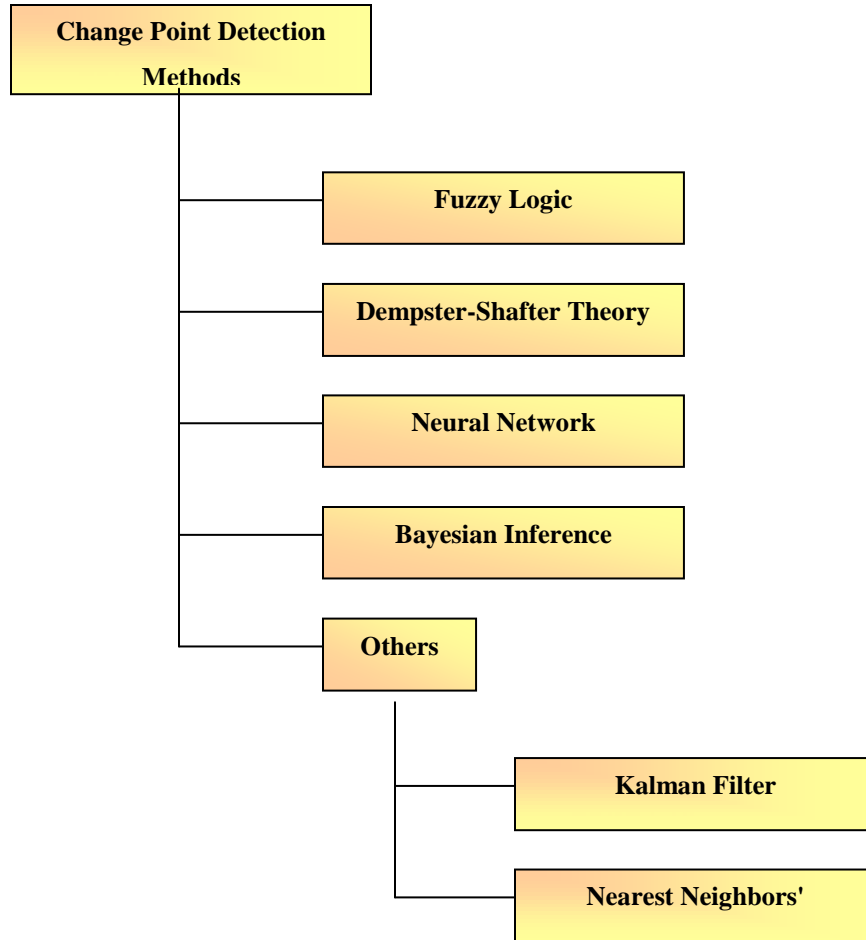 Change Point Detection
Methods
Fuzzy Logic
Dempster-Shafter Theory
Neural Network
Bayesian Inference
Others
Kalman Filter
Nearest Neighbors'